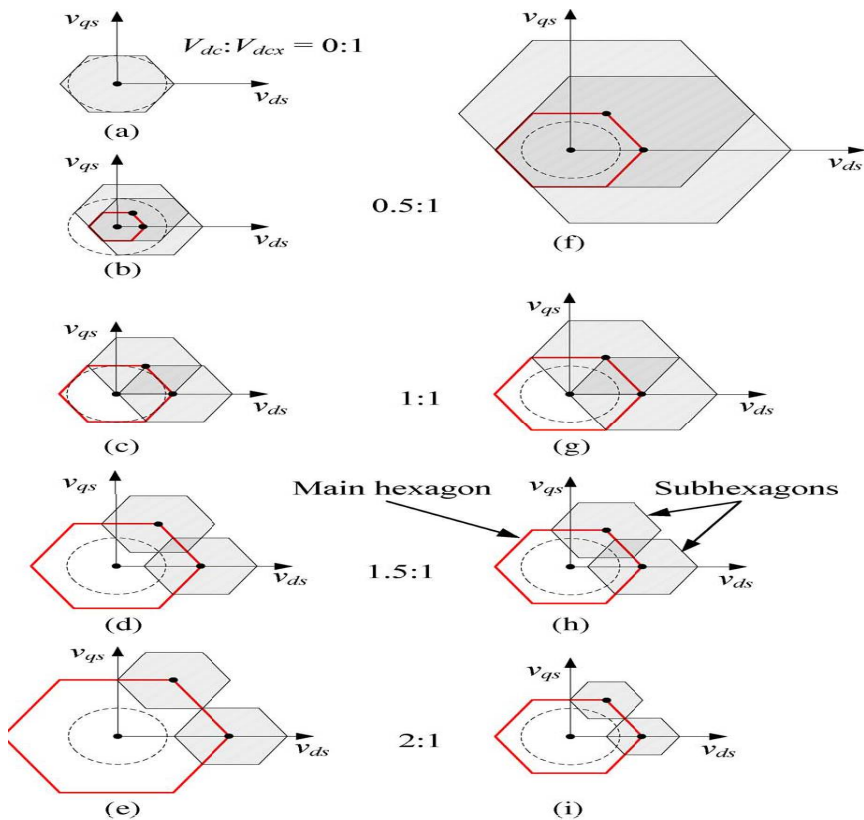 v_qs
V_dc:V_dcx = 0:1
v_ds
(a)
v_qs
v_ds
(b)
v_qs
v_ds
(f)
0.5:1
v_qs
v_ds
(c)
1:1
v_qs
v_ds
(g)
v_qs
Main hexagon
v_ds
(d)
1.5:1
v_qs
Subhexagons
v_ds
(h)
v_qs
v_ds
(e)
2:1
v_qs
v_ds
(i)